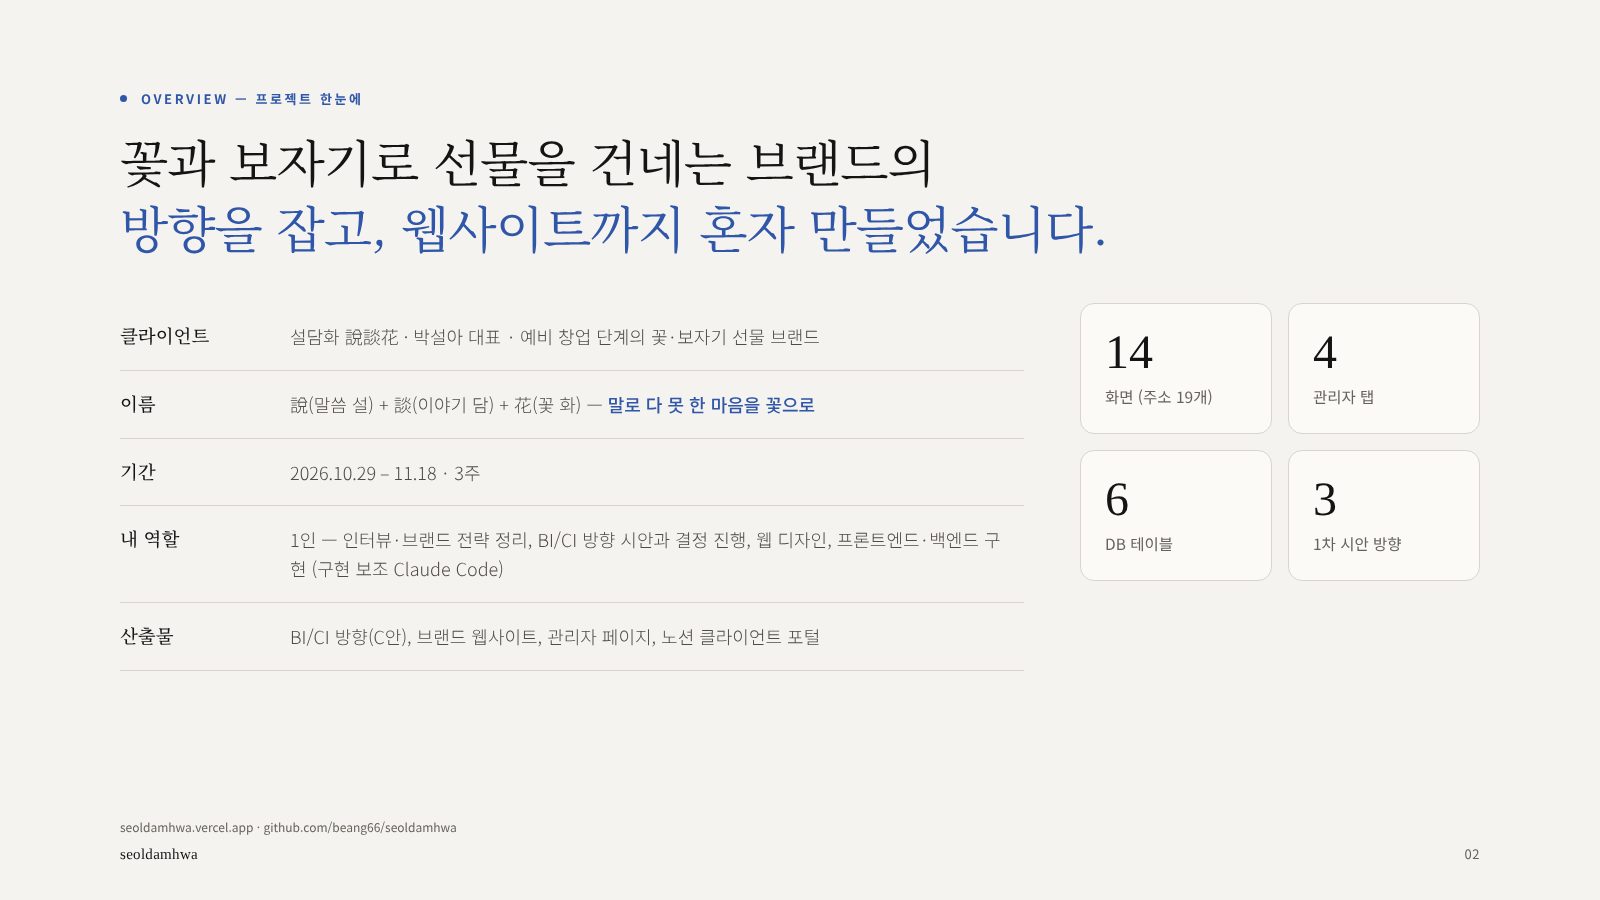 OVERVIEW — 프로젝트 한눈에
꽃과 보자기로 선물을 건네는 브랜드의
방향을 잡고, 웹사이트까지 혼자 만들었습니다.
클라이언트
설담화 說談花 · 박설아 대표 · 예비 창업 단계의 꽃·보자기 선물 브랜드
이름
說(말씀 설) + 談(이야기 담) + 花(꽃 화) — 말로 다 못 한 마음을 꽃으로
기간
2026.10.29 – 11.18 · 3주
내 역할
1인 — 인터뷰·브랜드 전략 정리, BI/CI 방향 시안과 결정 진행, 웹 디자인, 프론트엔드·백엔드 구
현 (구현 보조 Claude Code)
산출물
BI/CI 방향(C안), 브랜드 웹사이트, 관리자 페이지, 노션 클라이언트 포털
14
화면 (주소 19개)
4
관리자 탭
6
DB 테이블
3
1차 시안 방향
seoldamhwa.vercel.app · github.com/beang66/seoldamhwa
seoldamhwa
02